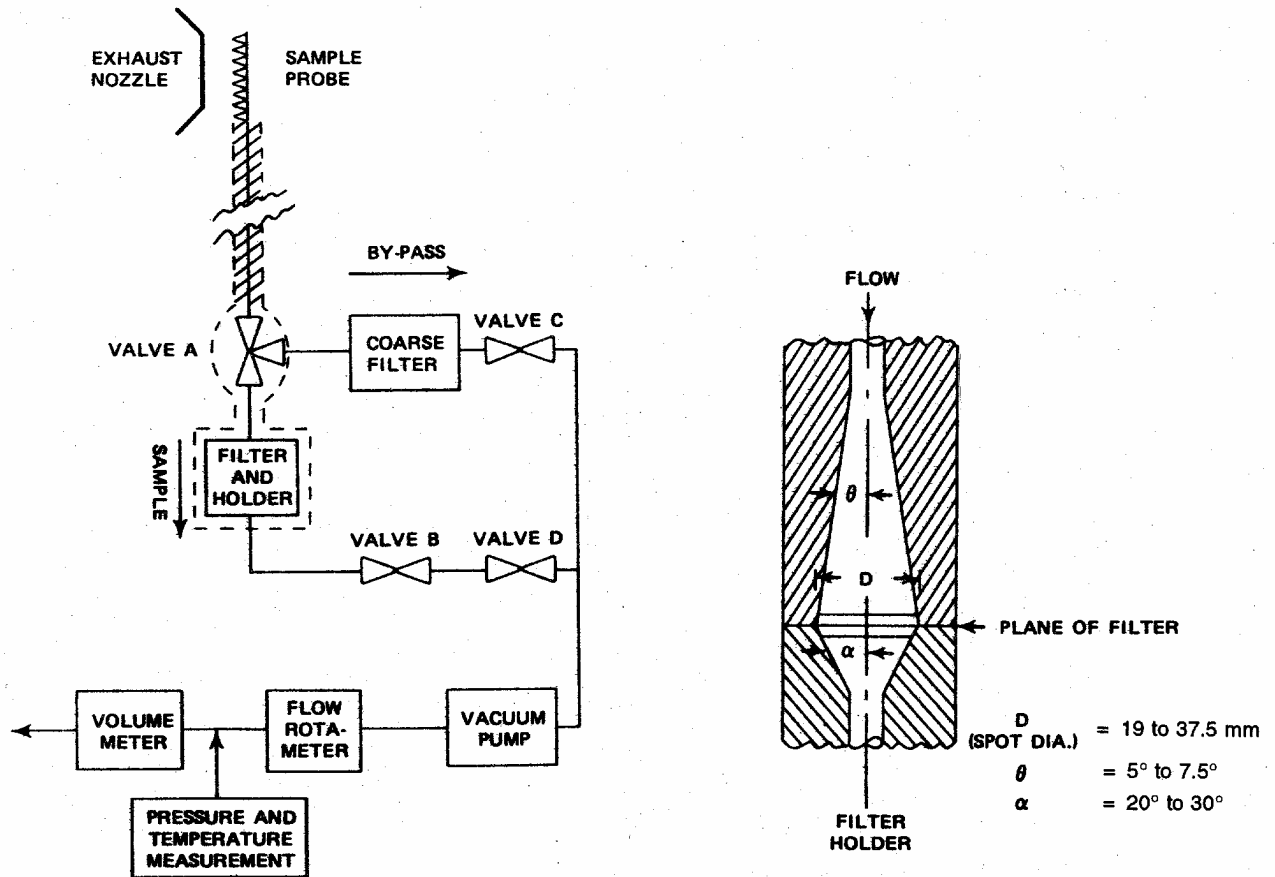 EXHAUST
NOZZLE
SAMPLE
PROBE
BY-PASS
VALVE A
COARSE
FILTER
VALVE C
SAMPLE
FILTER
AND
HOLDER
VALVE B
VALVE D
VOLUME
METER
FLOW
ROTA-
METER
VACUUM
PUMP
PRESSURE AND
TEMPERATURE
MEASUREMENT
FLOW
θ
D
PLANE OF FILTER
α
D
(SPOT DIA.) = 19 to 37.5 mm
θ = 5° to 7.5°
α = 20° to 30°
FILTER
HOLDER